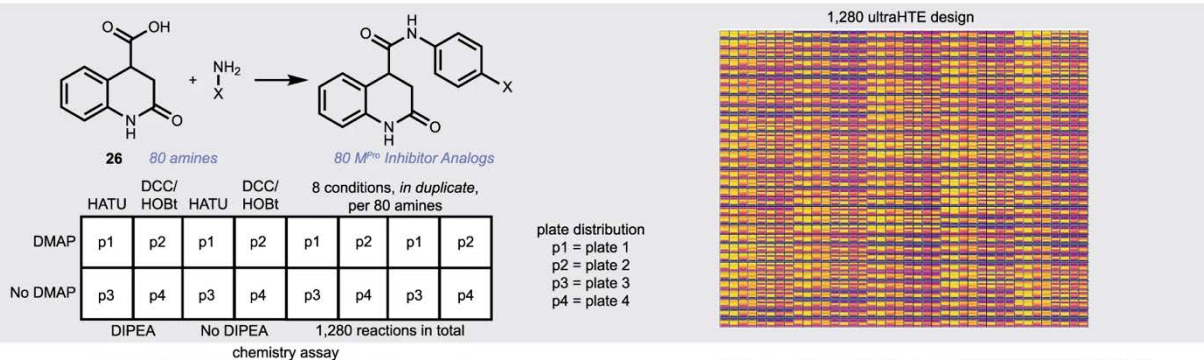 1,280 ultraHTE design
O
OH
N
H
O
+
NH2
X
O
H
N
X
N
H
O
26 80 amines
80 MPro Inhibitor Analogs
HATU DCC/ HOBt HATU DCC/ HOBt
8 conditions, in duplicate,
per 80 amines
DMAP p1 p2 p1 p2 p1 p2 p1 p2
No DMAP p3 p4 p3 p4 p3 p4 p3 p4
DIPEA No DIPEA 1,280 reactions in total
plate distribution
p1 = plate 1
p2 = plate 2
p3 = plate 3
p4 = plate 4
chemistry assay